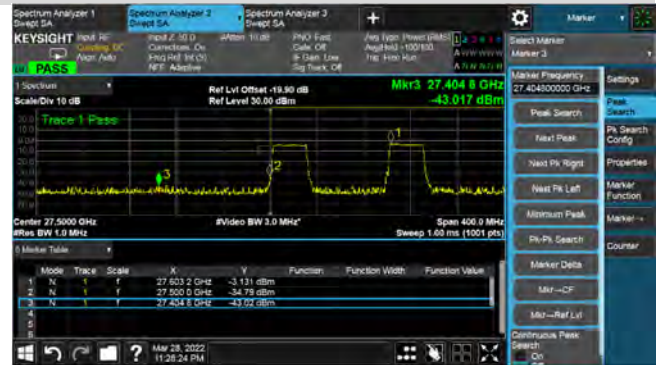 Spectrum Analyzer 1
Swept SA
Spectrum Analyzer 2
Swept SA
Spectrum Analyzer 3
Swept SA
+
Marker
KEYSIGHT
Input: RF
Coupling: DC
Align: Auto
Input Z: 50 Ω
Corrections: On
Freq Ref: Int (S)
NFE: Adaptive
#Atten: 10 dB
PNO: Fast
Gate: Off
IF Gain: Low
Sig Track: Off
Avg Type: Power (RMS)
Avg|Hold: >100/100
Trig: Free Run
PASS
1 Spectrum
Scale/Div 10 dB
Ref Lvl Offset -19.90 dB
Ref Level 30.00 dBm
Mkr3 27.404 8 GHz
-43.017 dBm
Trace 1 Pass
1
2
3
Center 27.5000 GHz
#Res BW 1.0 MHz
#Video BW 3.0 MHz*
Span 400.0 MHz
Sweep 1.00 ms (1001 pts)
Mode Trace Scale X Y Function Function Width Function Value
1 N 1 f 27.603 2 GHz -3.131 dBm
2 N 1 f 27.500 0 GHz -34.79 dBm
3 N 1 f 27.404 8 GHz -43.02 dBm
4
5
6
Mar 28, 2022
11:28:24 PM
Select Marker
Marker 3
Marker Frequency
27.404800000 GHz
Peak Search
Next Peak
Next Pk Right
Next Pk Left
Minimum Peak
Pk-Pk Search
Marker Delta
Mkr→CF
Mkr→Ref Lvl
Continuous Peak
Search
On
Settings
Peak
Search
Pk Search
Config
Properties
Marker
Function
Marker→
Counter